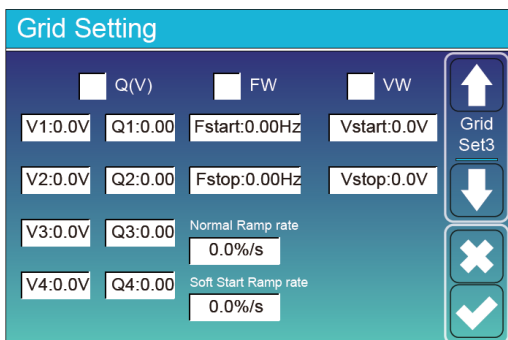 Grid Setting
Q(V) FW VW
V1:0.0V Q1:0.00 Fstart:0.00Hz Vstart:0.0V
V2:0.0V Q2:0.00 Fstop:0.00Hz Vstop:0.0V
V3:0.0V Q3:0.00 Normal Ramp rate
0.0%/s
V4:0.0V Q4:0.00 Soft Start Ramp rate
0.0%/s
Grid
Set3